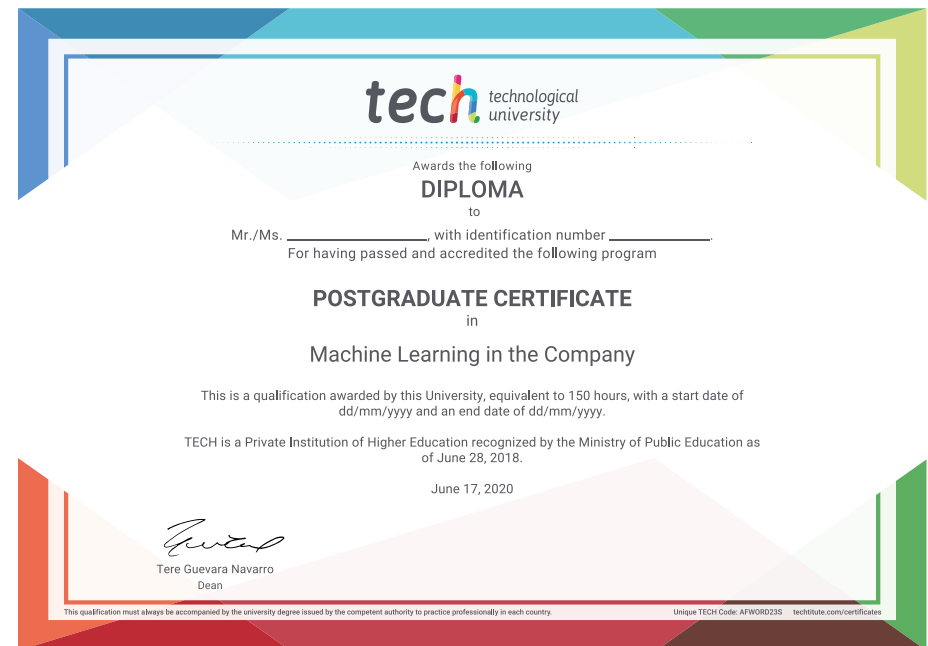 tech technological
university
Awards the following
DIPLOMA
to
Mr./Ms. ____________________, with identification number ______________.
For having passed and accredited the following program
POSTGRADUATE CERTIFICATE
in
Machine Learning in the Company
This is a qualification awarded by this University, equivalent to 150 hours, with a start date of
dd/mm/yyyy and an end date of dd/mm/yyyy.
TECH is a Private Institution of Higher Education recognized by the Ministry of Public Education as
of June 28, 2018.
June 17, 2020
Tere Guevara Navarro
Dean
This qualification must always be accompanied by the university degree issued by the competent authority to practice professionally in each country. Unique TECH Code: AFWORD23S techtitute.com/certificates